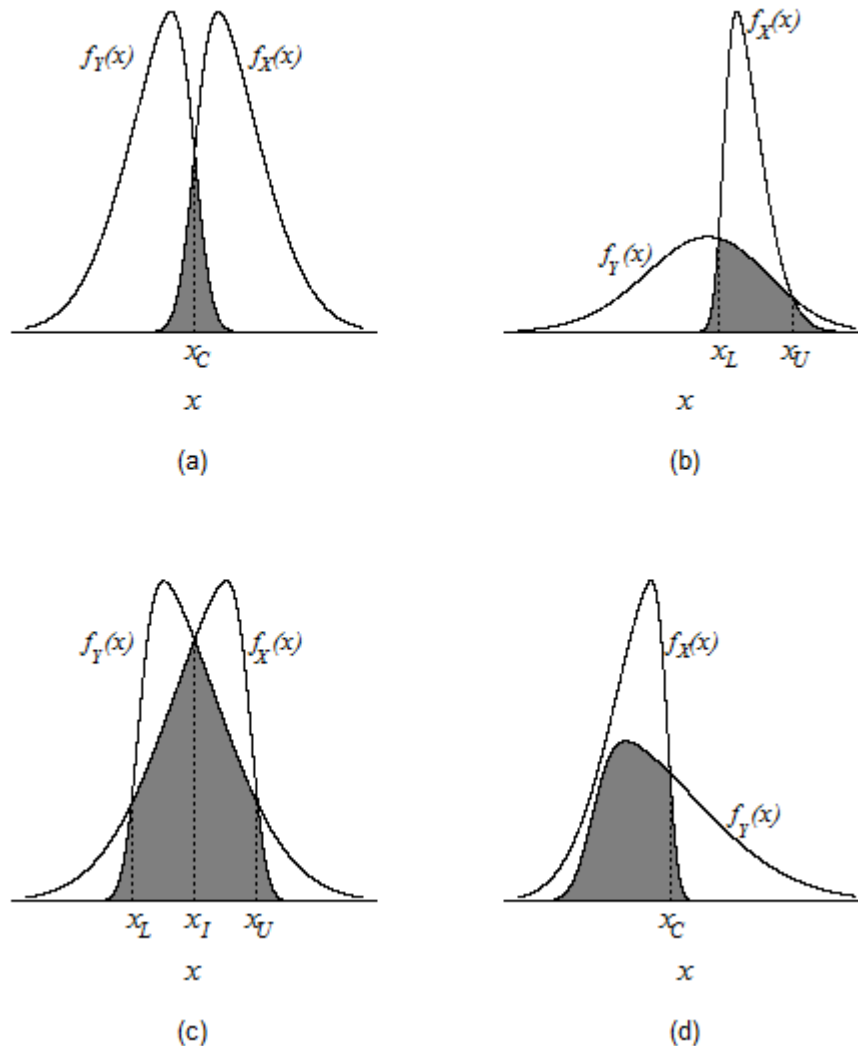 f_Y(x) f_X(x)
x_C
x
(a)
f_X(x)
f_Y(x)
x_L x_U
x
(b)
f_Y(x) f_X(x)
x_L x_I x_U
x
(c)
f_X(x)
f_Y(x)
x_C
x
(d)